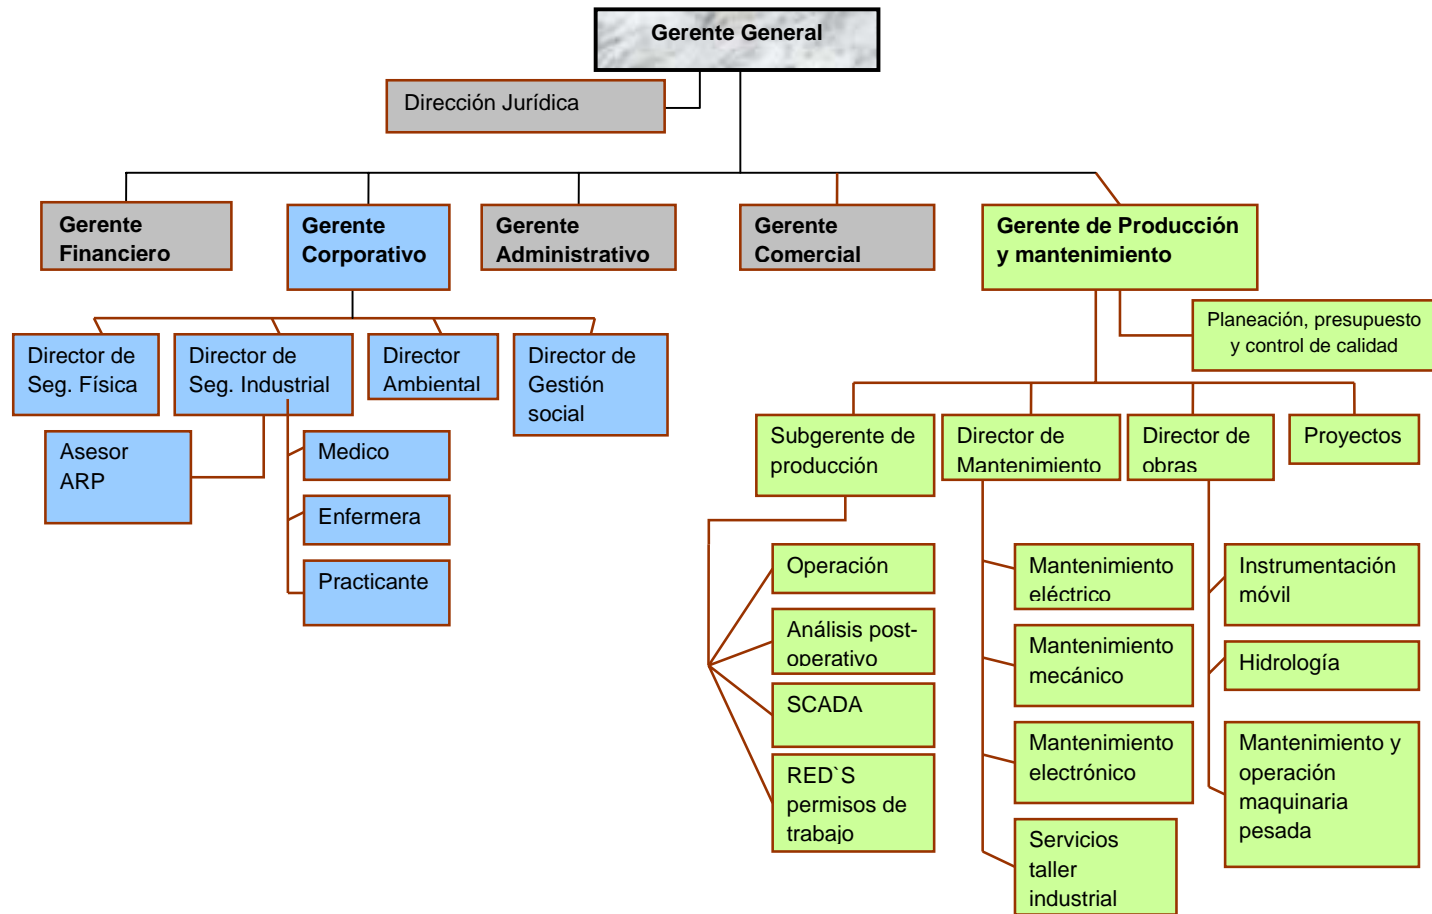 Gerente General
Dirección Jurídica
Gerente
Financiero
Gerente
Corporativo
Gerente
Administrativo
Gerente
Comercial
Gerente de Producción
y mantenimiento
Planeación, presupuesto
y control de calidad
Director de
Seg. Física
Director de
Seg. Industrial
Director
Ambiental
Director de
Gestión
social
Asesor
ARP
Medico
Enfermera
Practicante
Subgerente de
producción
Director de
Mantenimiento
Director de
obras
Proyectos
Operación
Análisis post-
operativo
SCADA
RED`S
permisos de
trabajo
Mantenimiento
eléctrico
Mantenimiento
mecánico
Mantenimiento
electrónico
Servicios
taller
industrial
Instrumentación
móvil
Hidrología
Mantenimiento y
operación
maquinaria
pesada